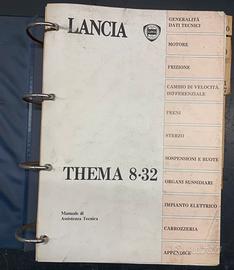 LANCIA
LANCIA
THEMA 8·32
Manuale di
Assistenza Tecnica
GENERALITÀ
DATI TECNICI
MOTORE
FRIZIONE
CAMBIO DI VELOCITÀ
DIFFERENZIALE
FRENI
STERZO
SOSPENSIONI E RUOTE
ORGANI SUSSIDIARI
IMPIANTO ELETTRICO
CARROZZERIA
APPENDICE